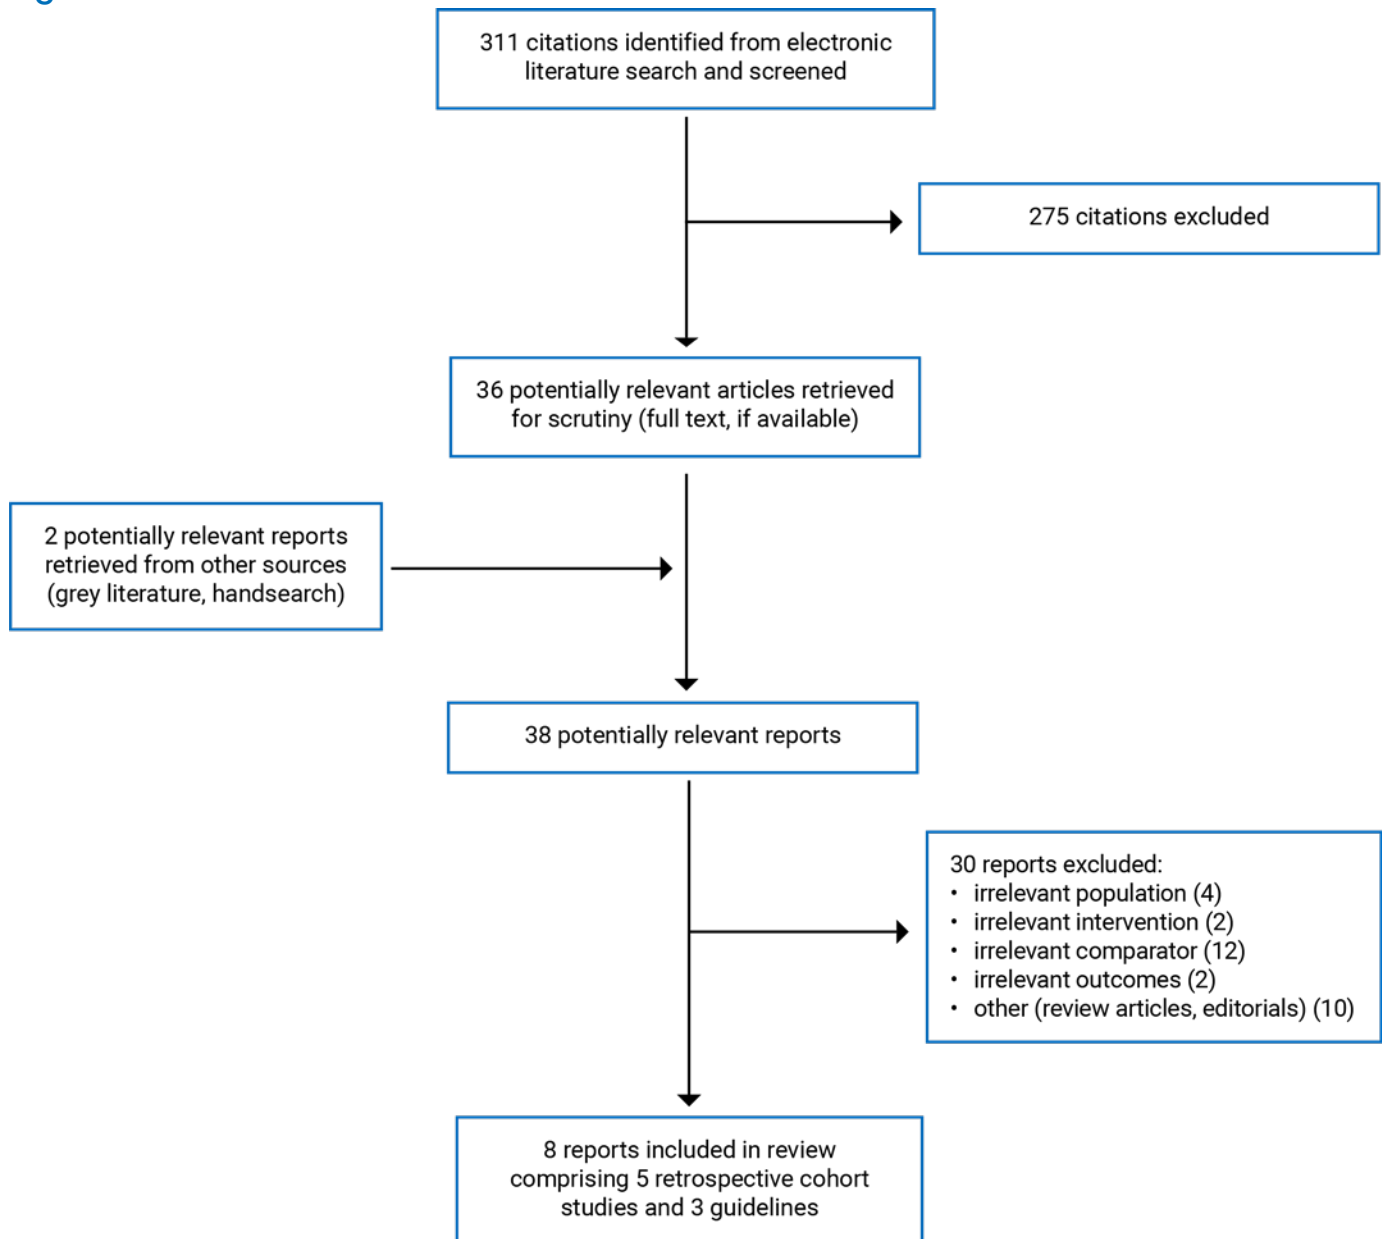 311 citations identified from electronic
literature search and screened
275 citations excluded
36 potentially relevant articles retrieved
for scrutiny (full text, if available)
2 potentially relevant reports
retrieved from other sources
(grey literature, handsearch)
38 potentially relevant reports
30 reports excluded:
• irrelevant population (4)
• irrelevant intervention (2)
• irrelevant comparator (12)
• irrelevant outcomes (2)
• other (review articles, editorials) (10)
8 reports included in review
comprising 5 retrospective cohort
studies and 3 guidelines